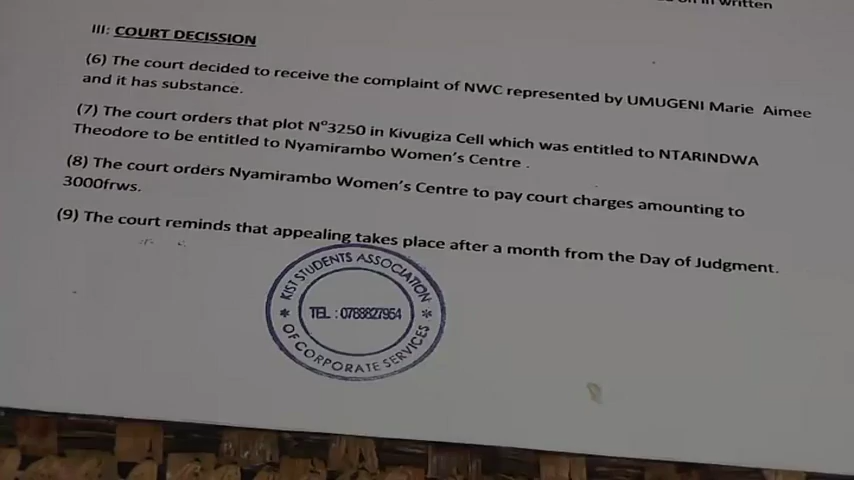 in written
III: COURT DECISSION
(6) The court decided to receive the complaint of NWC represented by UMUGENI Marie Aimee
and it has substance.
(7) The court orders that plot N°3250 in Kivugiza Cell which was entitled to NTARINDWA
Theodore to be entitled to Nyamirambo Women's Centre .
(8) The court orders Nyamirambo Women's Centre to pay court charges amounting to
3000frws.
(9) The court reminds that appealing takes place after a month from the Day of Judgment.
KIST STUDENTS ASSOCIATION
TEL : 0788827954
OF CORPORATE SERVICES